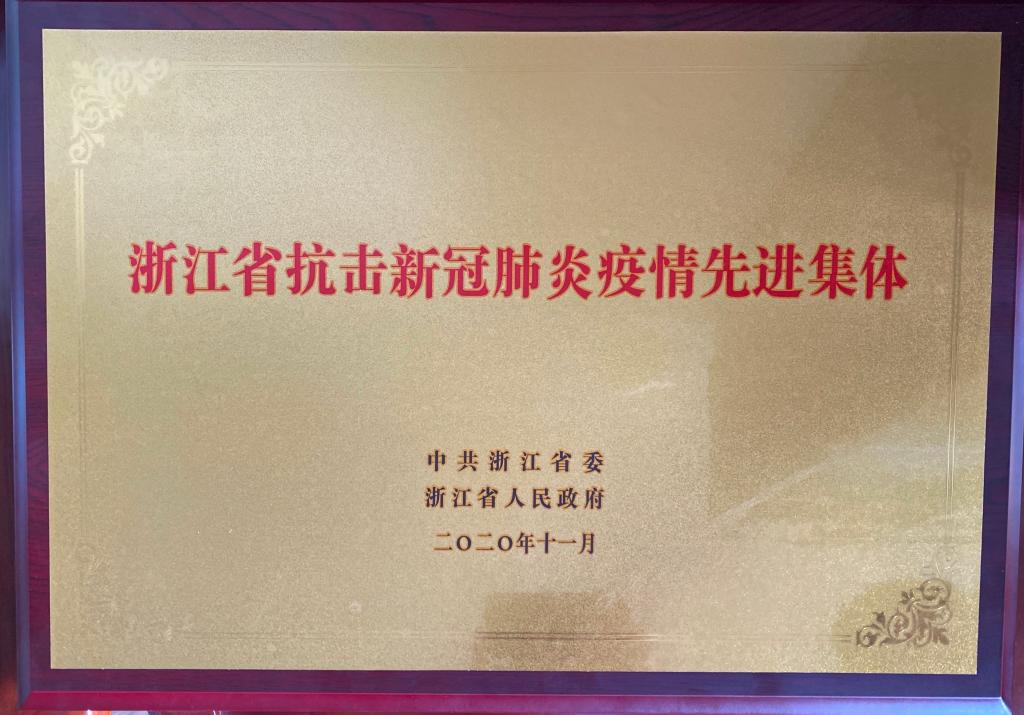 浙江省抗击新冠肺炎疫情先进集体
中共浙江省委
浙江省人民政府
二〇二〇年十一月